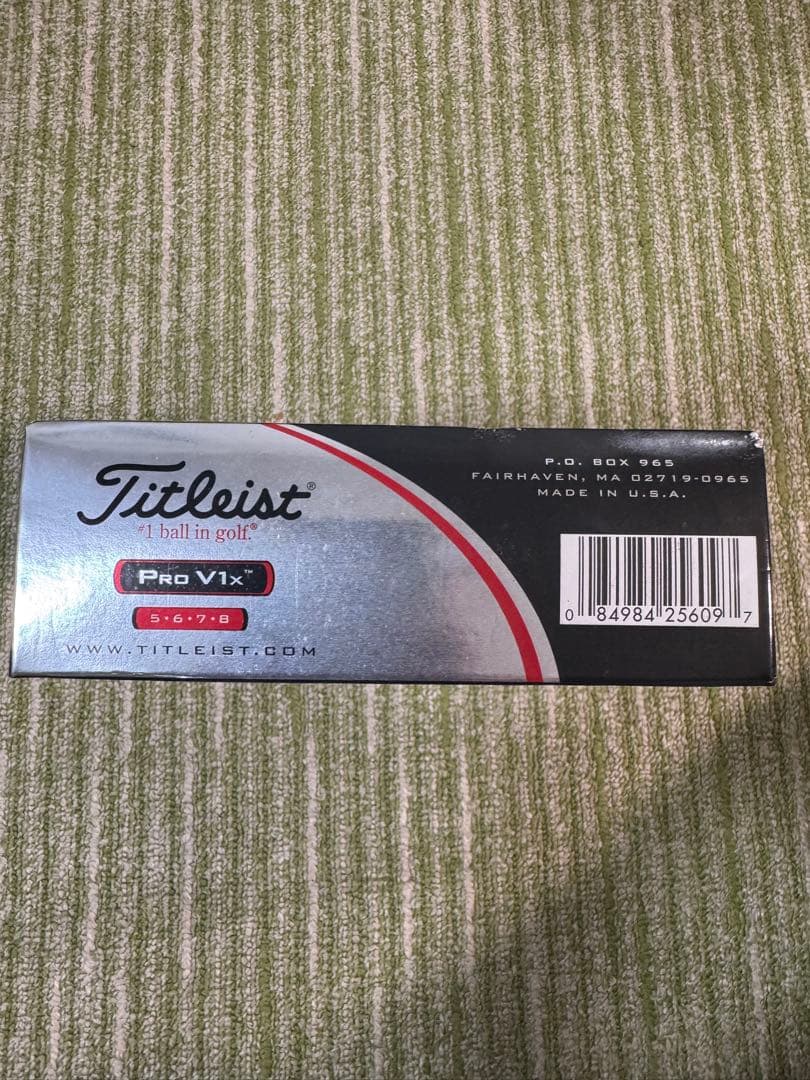 Titleist®
#1 ball in golf.®
PRO V1x™
5•6•7•8
WWW.TITLEIST.COM
P.O. BOX 965
FAIRHAVEN, MA 02719-0965
MADE IN U.S.A.
0 84984 25609 7